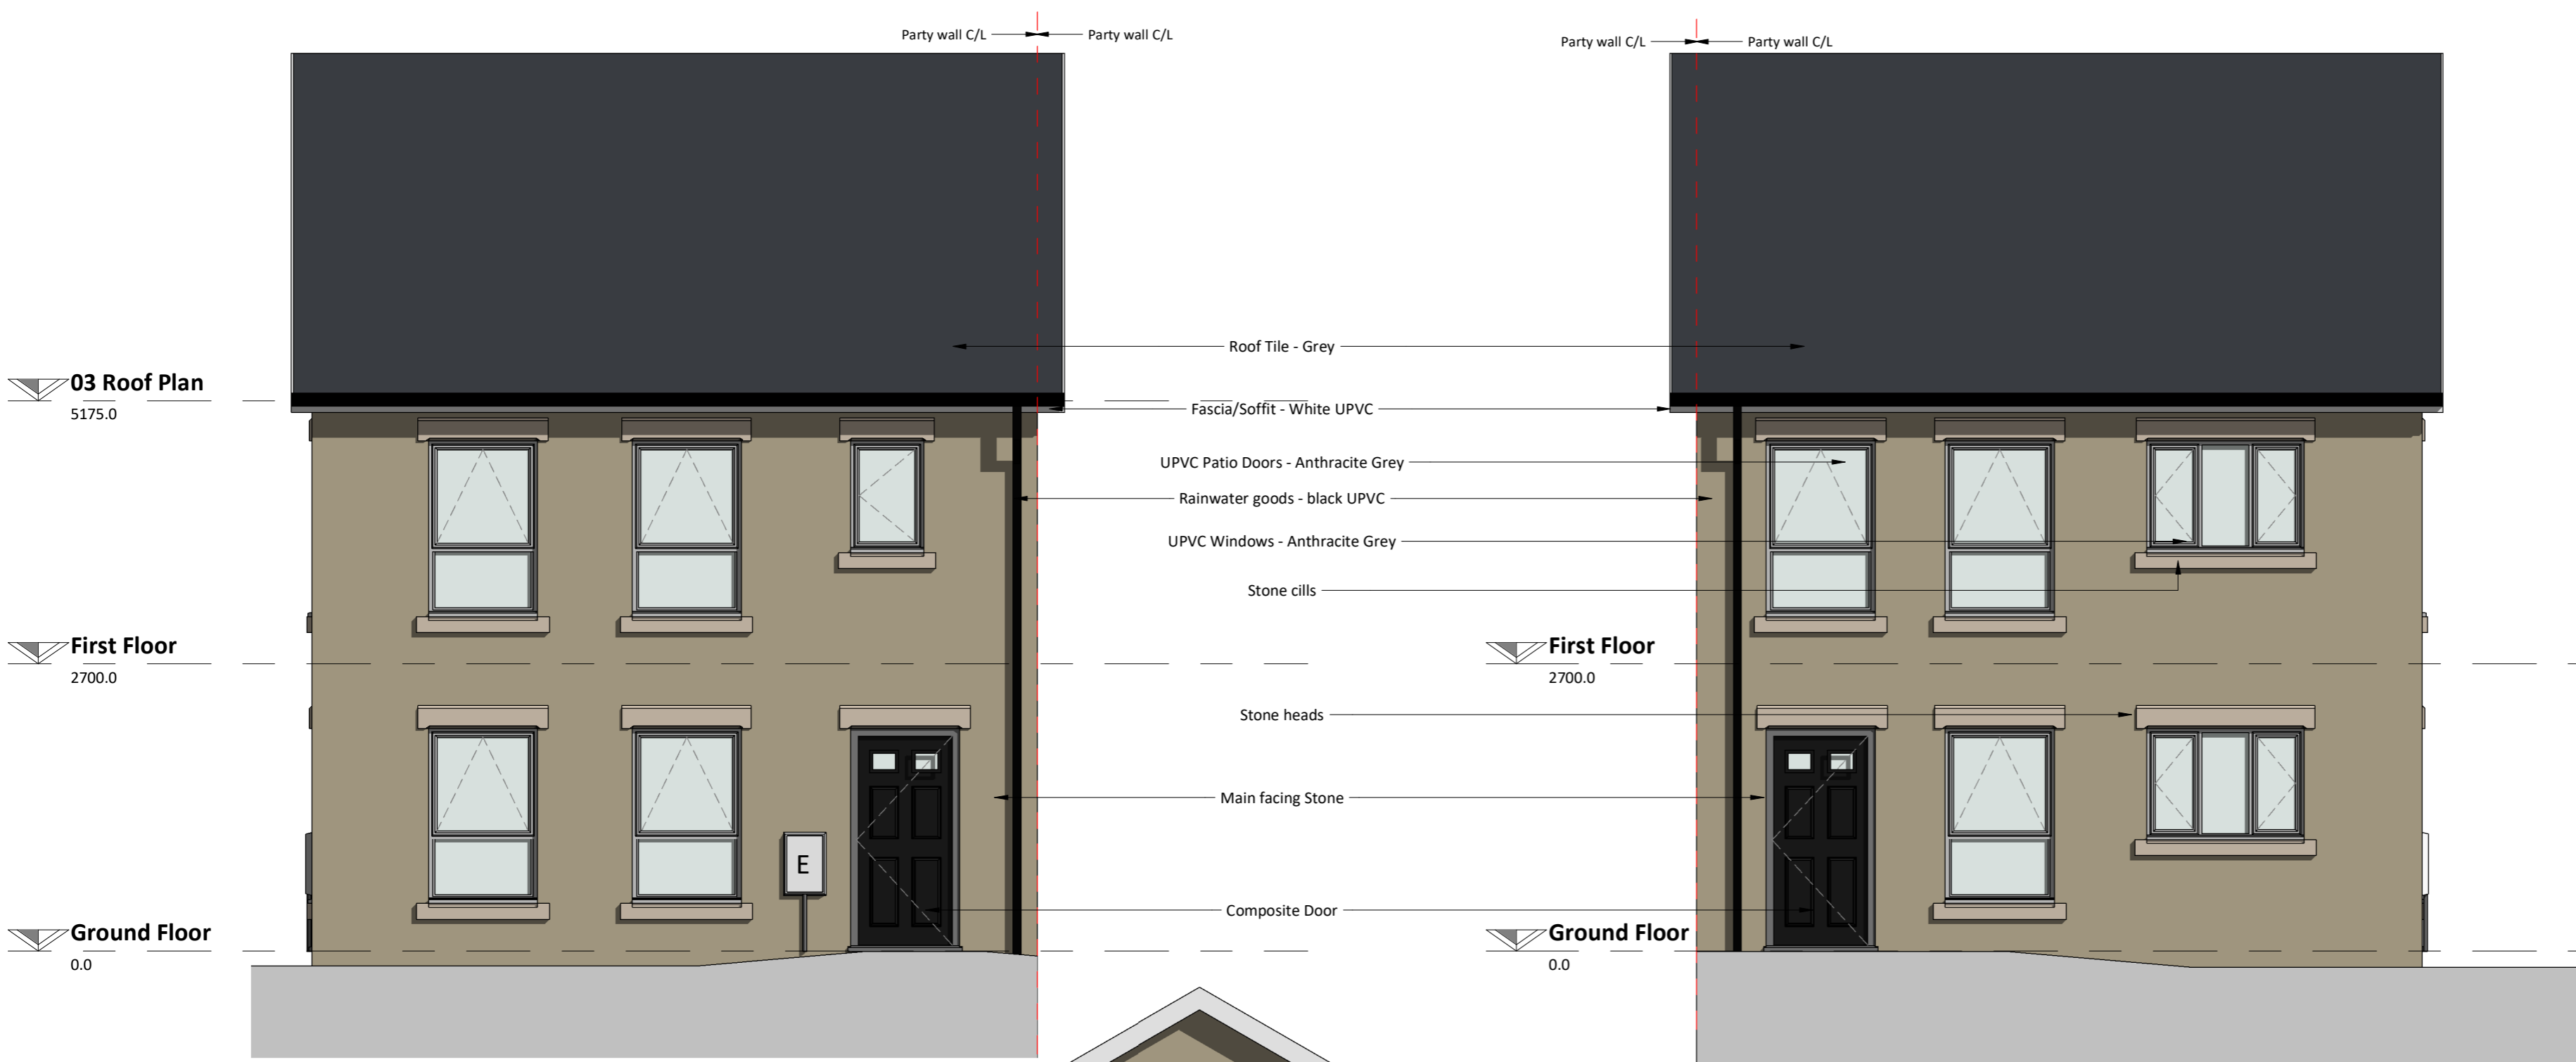 Party wall C/L Party wall C/L
Party wall C/L Party wall C/L
Roof Tile - Grey
03 Roof Plan
5175.0
Fascia/Soffit - White UPVC
UPVC Patio Doors - Anthracite Grey
Rainwater goods - black UPVC
UPVC Windows - Anthracite Grey
Stone cills
First Floor
2700.0
First Floor
2700.0
Stone heads
Main facing Stone
E
Composite Door
Ground Floor
0.0
Ground Floor
0.0